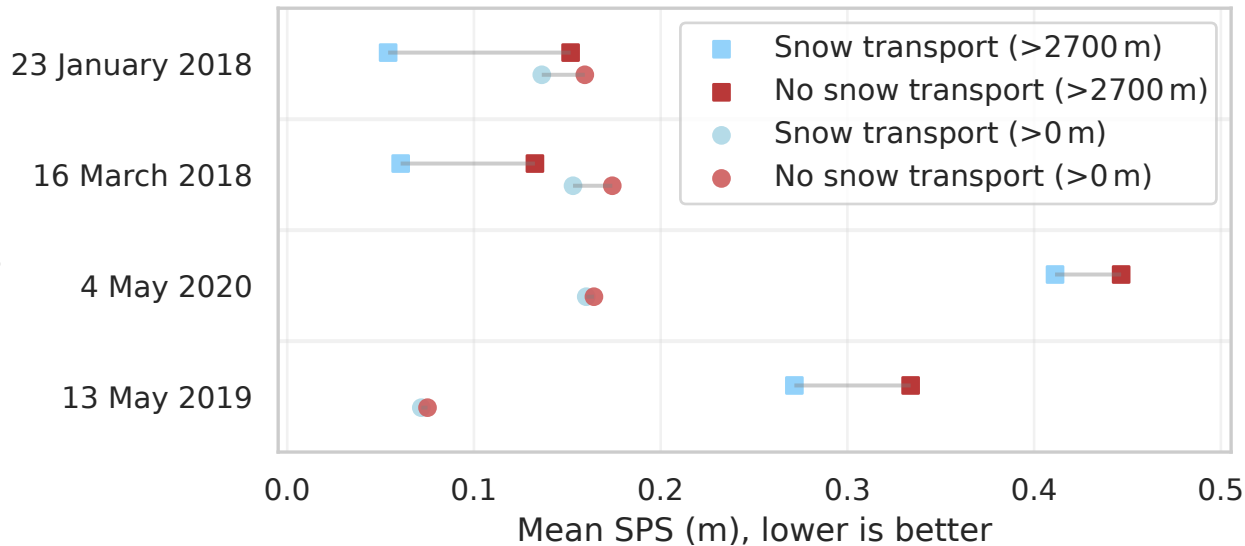 23 January 2018
16 March 2018
4 May 2020
13 May 2019
Snow transport (>2700 m)
No snow transport (>2700 m)
Snow transport (>0 m)
No snow transport (>0 m)
0.0 0.1 0.2 0.3 0.4 0.5
Mean SPS (m), lower is better